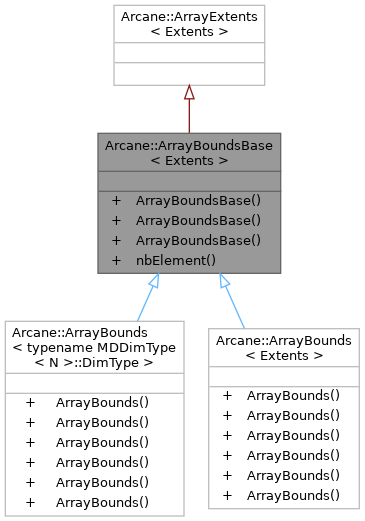 Arcane::ArrayExtents
< Extents >
Arcane::ArrayBoundsBase
< Extents >
+ ArrayBoundsBase()
+ ArrayBoundsBase()
+ ArrayBoundsBase()
+ nbElement()
Arcane::ArrayBounds
< typename MDDimType
< N >::DimType >
+ ArrayBounds()
+ ArrayBounds()
+ ArrayBounds()
+ ArrayBounds()
+ ArrayBounds()
+ ArrayBounds()
Arcane::ArrayBounds
< Extents >
+ ArrayBounds()
+ ArrayBounds()
+ ArrayBounds()
+ ArrayBounds()
+ ArrayBounds()
+ ArrayBounds()